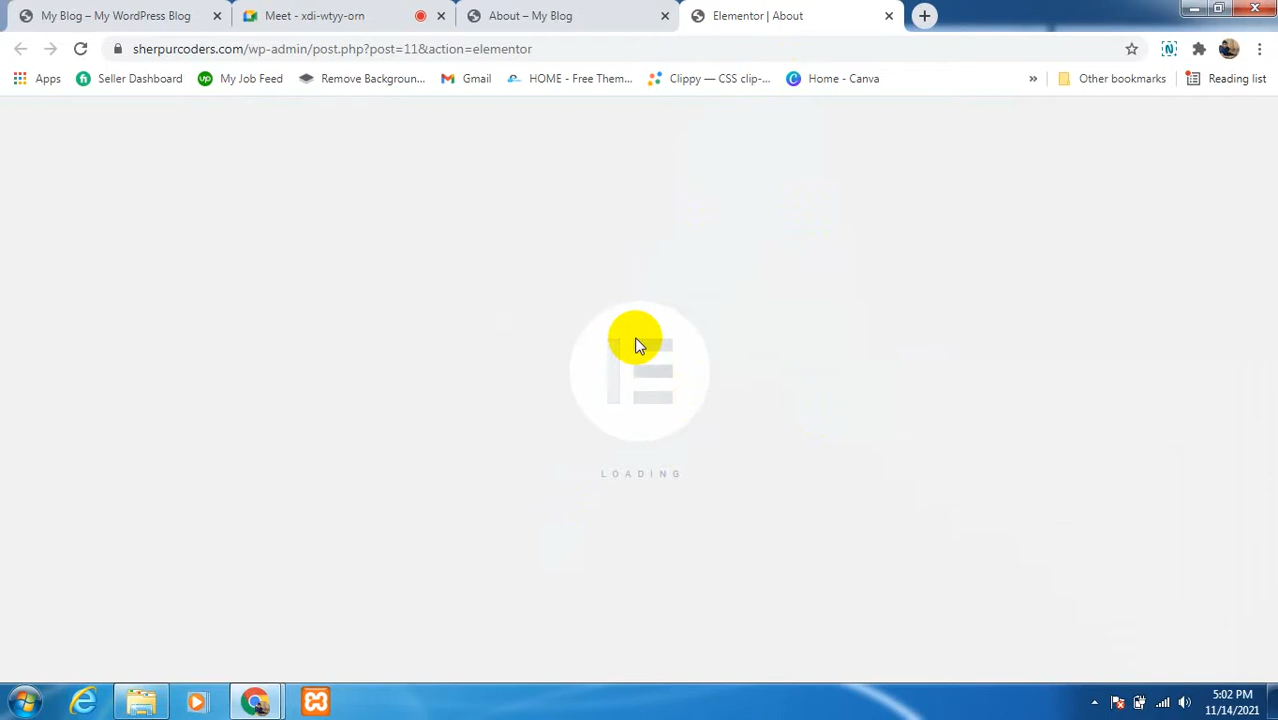 My Blog – My WordPress Blog
Meet - xdi-wtyy-orn
About – My Blog
Elementor | About
sherpurcoders.com/wp-admin/post.php?post=11&action=elementor
Apps
Seller Dashboard
My Job Feed
Remove Backgroun...
Gmail
HOME - Free Them...
Clippy — CSS clip-...
Home - Canva
»
Other bookmarks
Reading list
LOADING
5:02 PM
11/14/2021